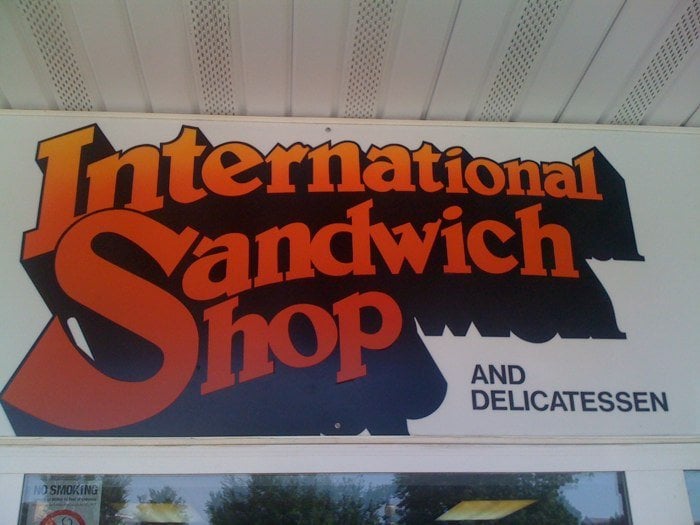 International
Sandwich
Shop
AND
DELICATESSEN
NO SMOKING